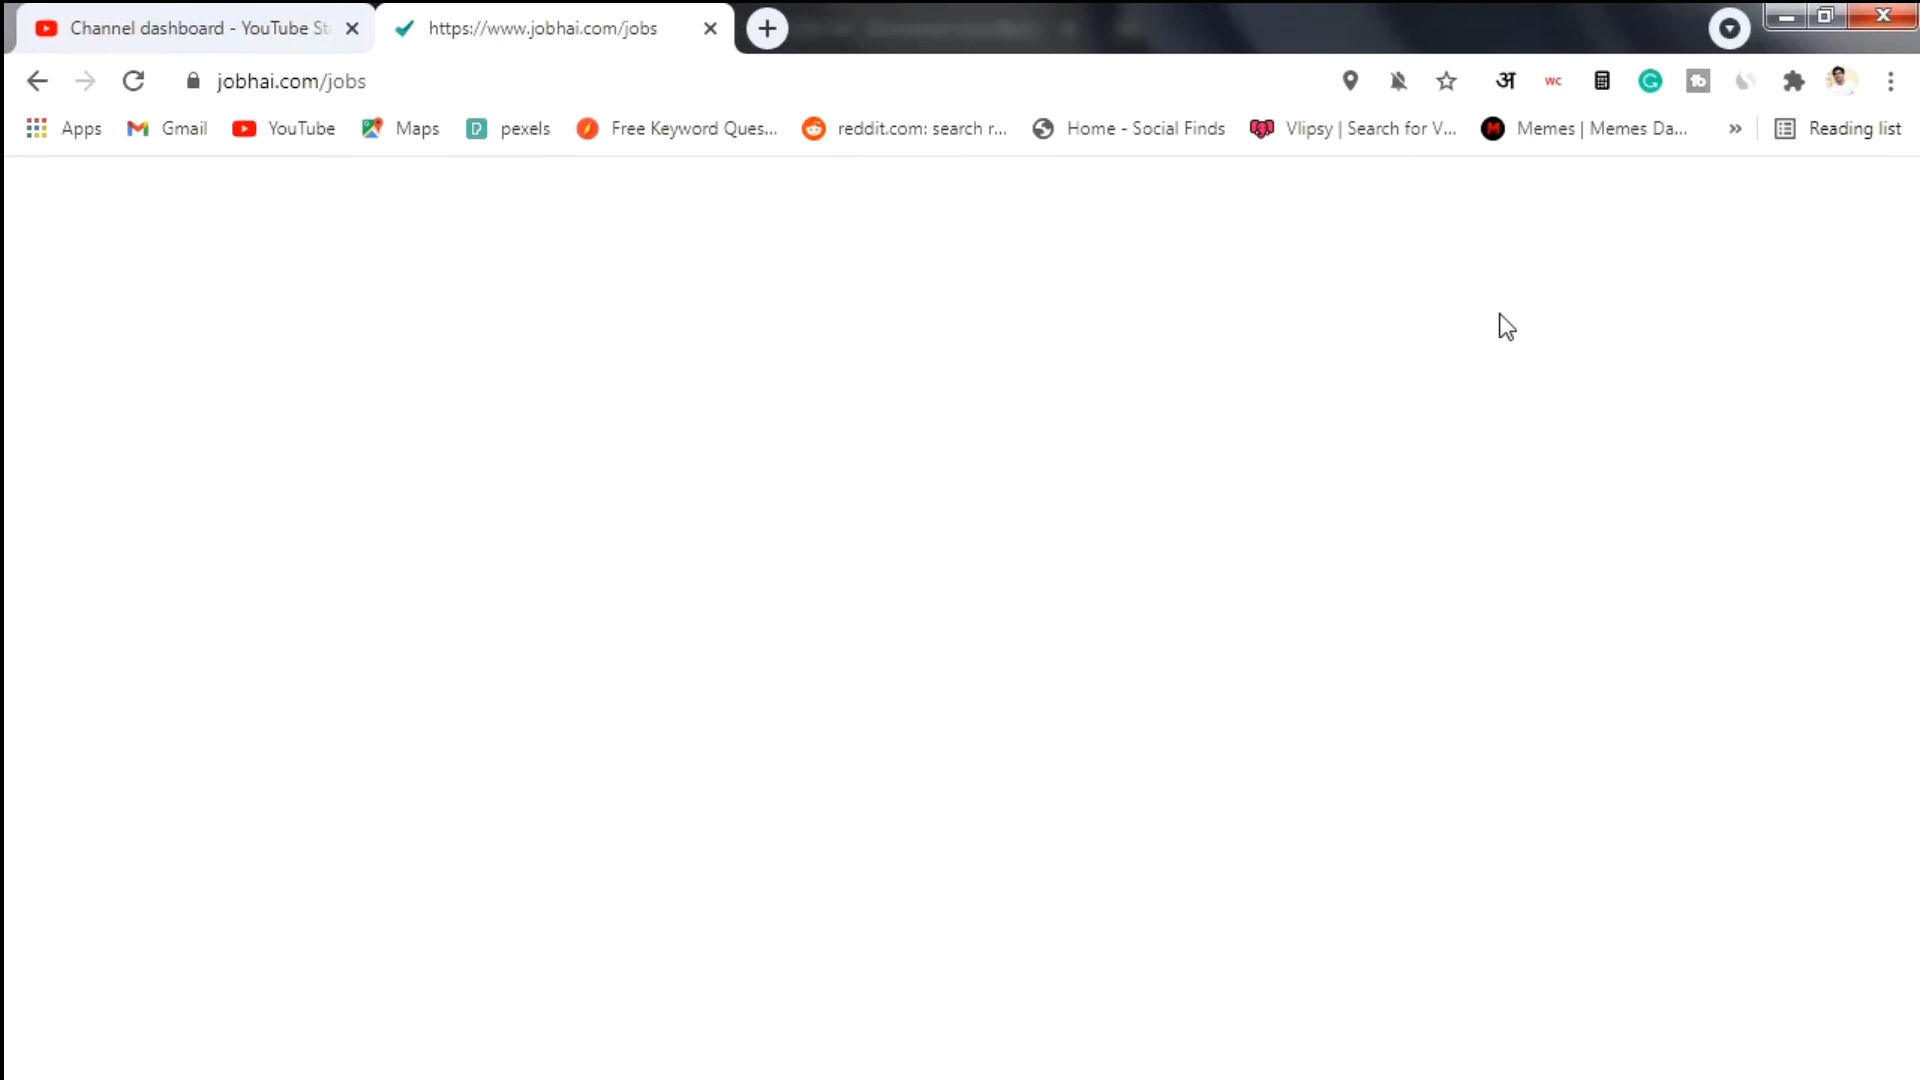 Channel dashboard - YouTube St
https://www.jobhai.com/jobs
jobhai.com/jobs
अ
WC
G
tb
Apps
Gmail
YouTube
Maps
P
pexels
Free Keyword Ques...
reddit.com: search r...
Home - Social Finds
Vlipsy | Search for V...
M
Memes | Memes Da...
»
Reading list